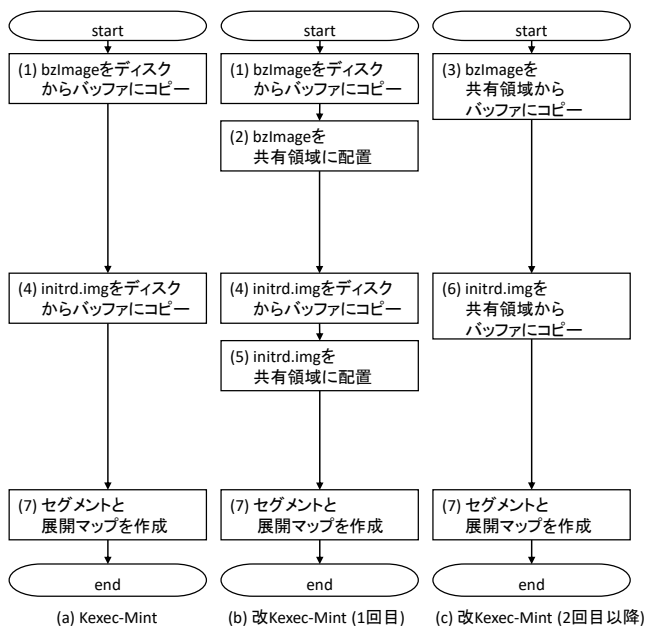 start
(1) bzImageをディスク
からバッファにコピー
(4) initrd.imgをディスク
からバッファにコピー
(7) セグメントと
展開マップを作成
end
(a) Kexec-Mint
start
(1) bzImageをディスク
からバッファにコピー
(2) bzImageを
共有領域に配置
(4) initrd.imgをディスク
からバッファにコピー
(5) initrd.imgを
共有領域に配置
(7) セグメントと
展開マップを作成
end
(b) 改Kexec-Mint (1回目)
start
(3) bzImageを
共有領域から
バッファにコピー
(6) initrd.imgを
共有領域から
バッファにコピー
(7) セグメントと
展開マップを作成
end
(c) 改Kexec-Mint (2回目以降)